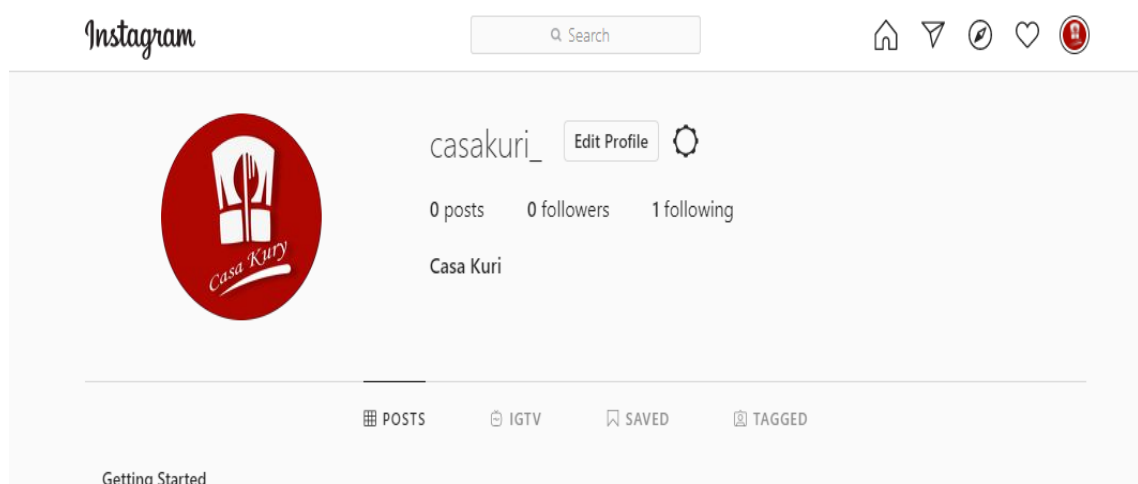 Instagram
Search
casakuri_ Edit Profile
0 posts 0 followers 1 following
Casa Kury
Casa Kuri
POSTS IGTV SAVED TAGGED
Getting Started